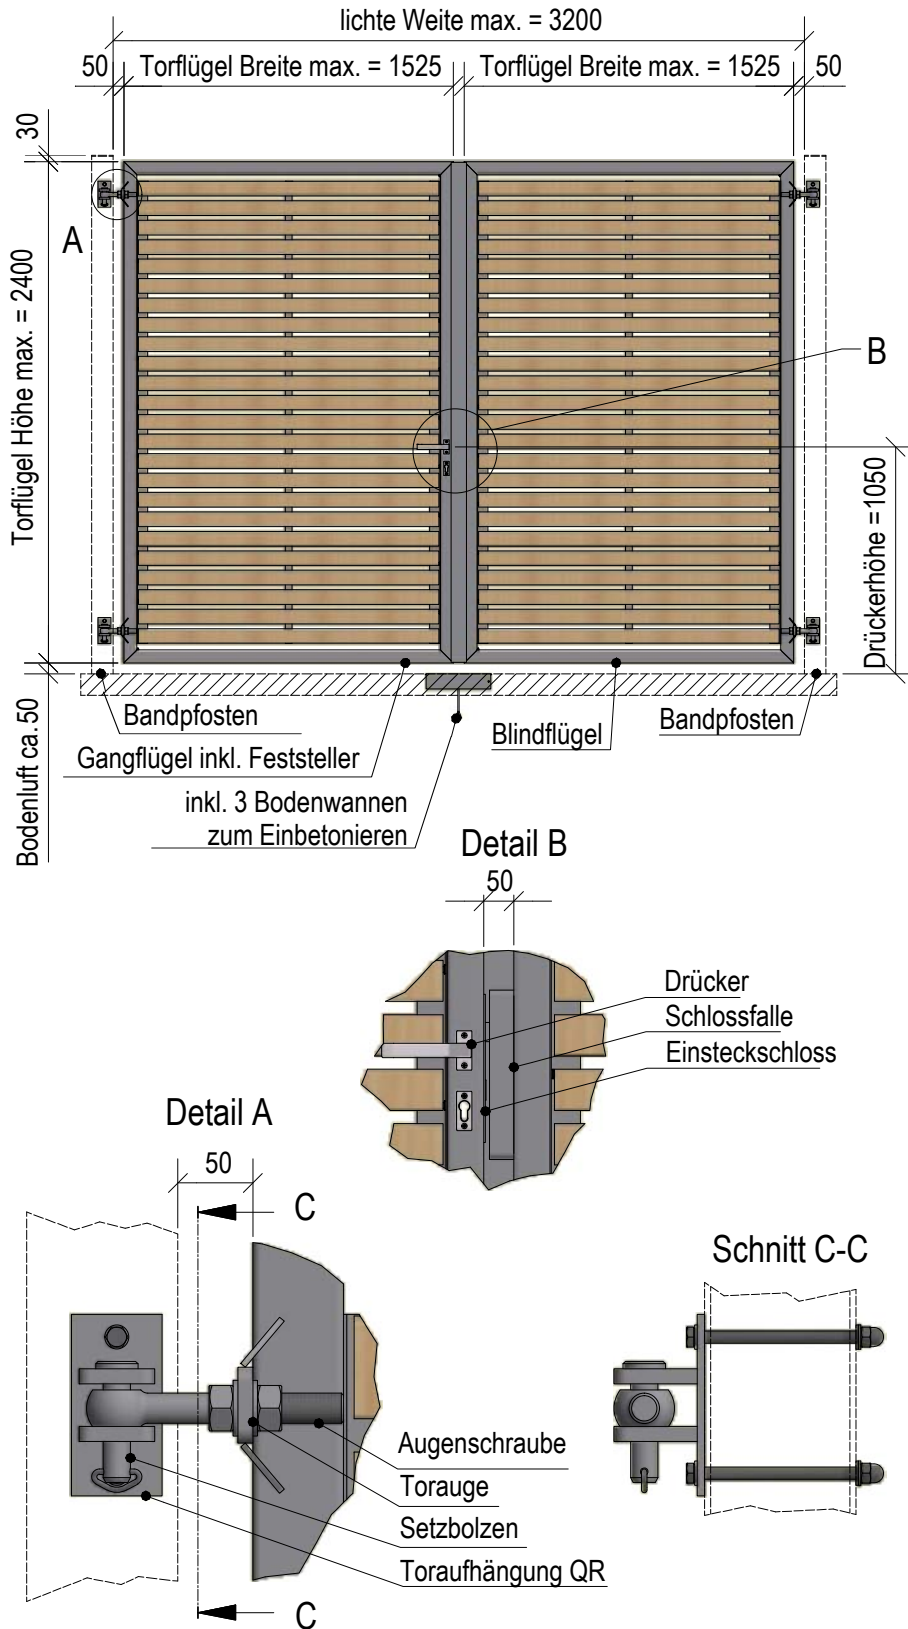 lichte Weite max. = 3200
50
Torflügel Breite max. = 1525
Torflügel Breite max. = 1525
50
30
A
Torflügel Höhe max. = 2400
B
Drückerhöhe =1050
Bodenluft ca. 50
Bandpfosten
Gangflügel inkl. Feststeller
inkl. 3 Bodenwannen
zum Einbetonieren
Blindflügel
Bandpfosten
Detail B
50
Drücker
Schlossfalle
Einsteckschloss
Detail A
50
C
C
Augenschraube
Torauge
Setzbolzen
Toraufhängung QR
Schnitt C-C